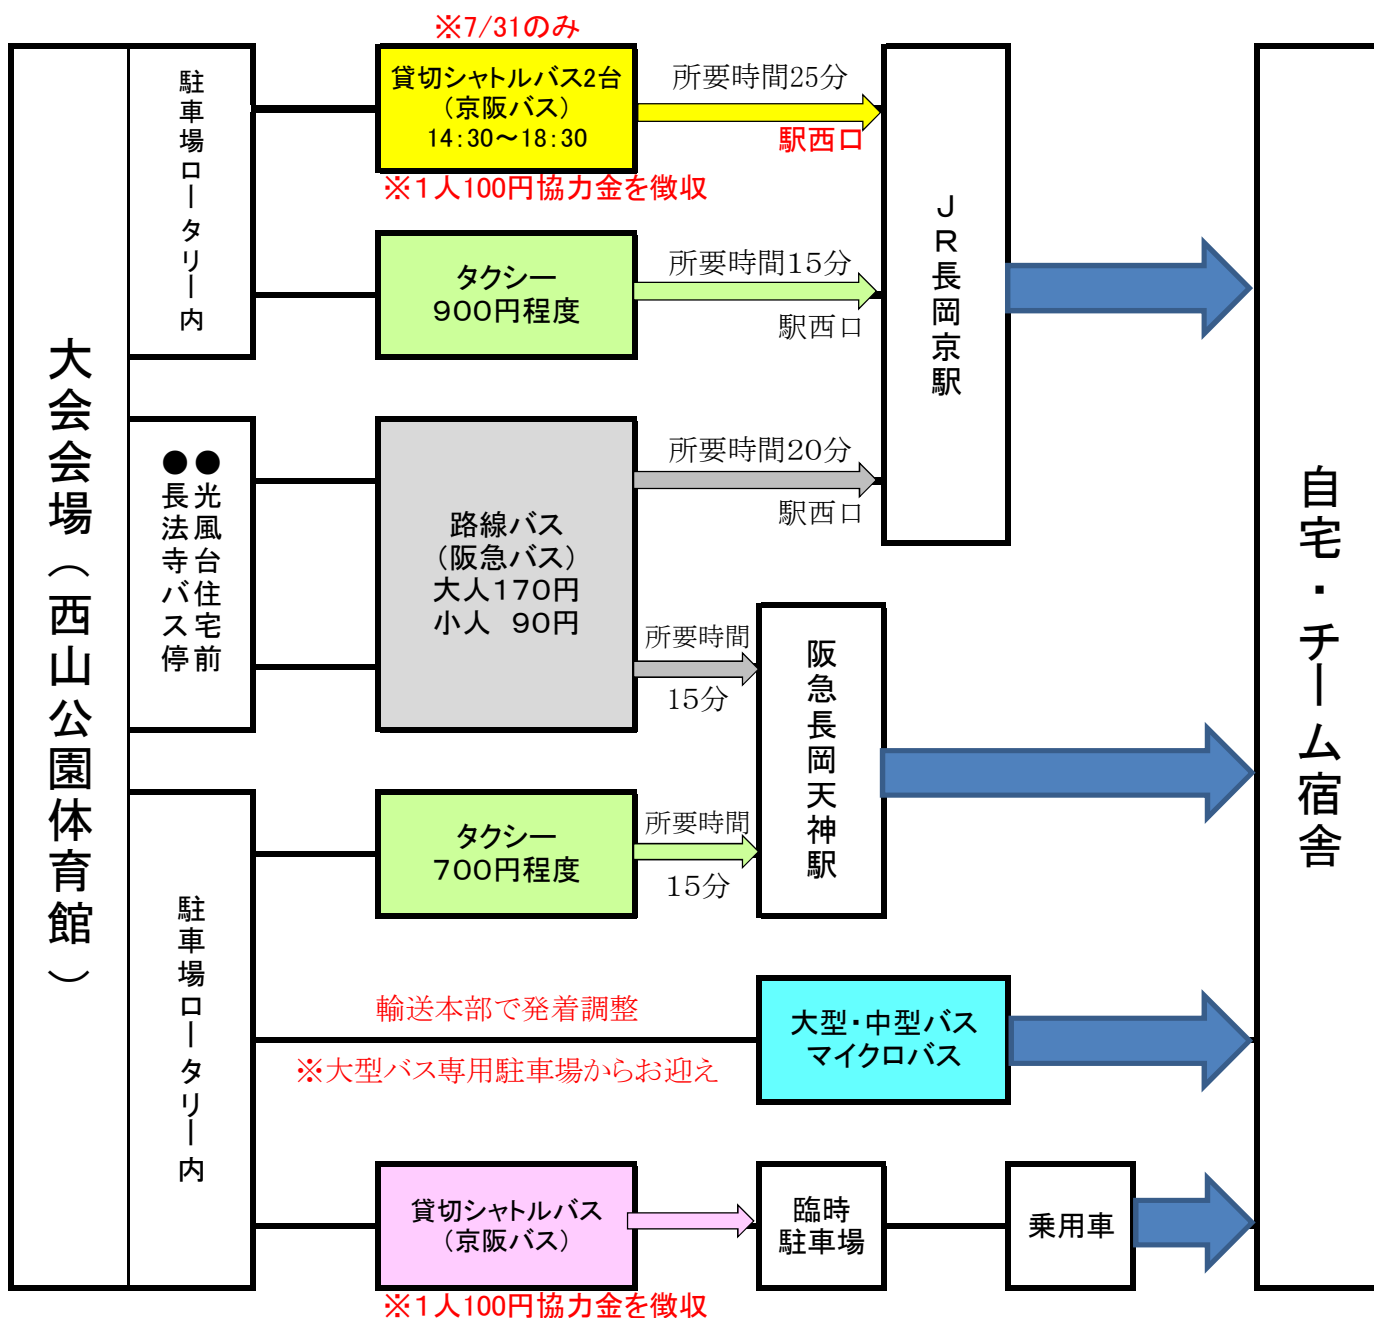 ※7/31のみ
大会会場（西山公園体育館）
駐車場ロータリー内
貸切シャトルバス2台
（京阪バス）
14:30～18:30
※１人100円協力金を徴収
所要時間25分
駅西口
タクシー
900円程度
所要時間15分
駅西口
JR長岡京駅
●光風台住宅前
●長法寺バス停
路線バス
（阪急バス）
大人170円
小人　90円
所要時間20分
駅西口
所要時間
15分
阪急長岡天神駅
駐車場ロータリー内
タクシー
700円程度
所要時間
15分
輸送本部で発着調整
※大型バス専用駐車場からお迎え
大型・中型バス
マイクロバス
貸切シャトルバス
（京阪バス）
※１人100円協力金を徴収
臨時
駐車場
乗用車
自宅・チーム宿舎